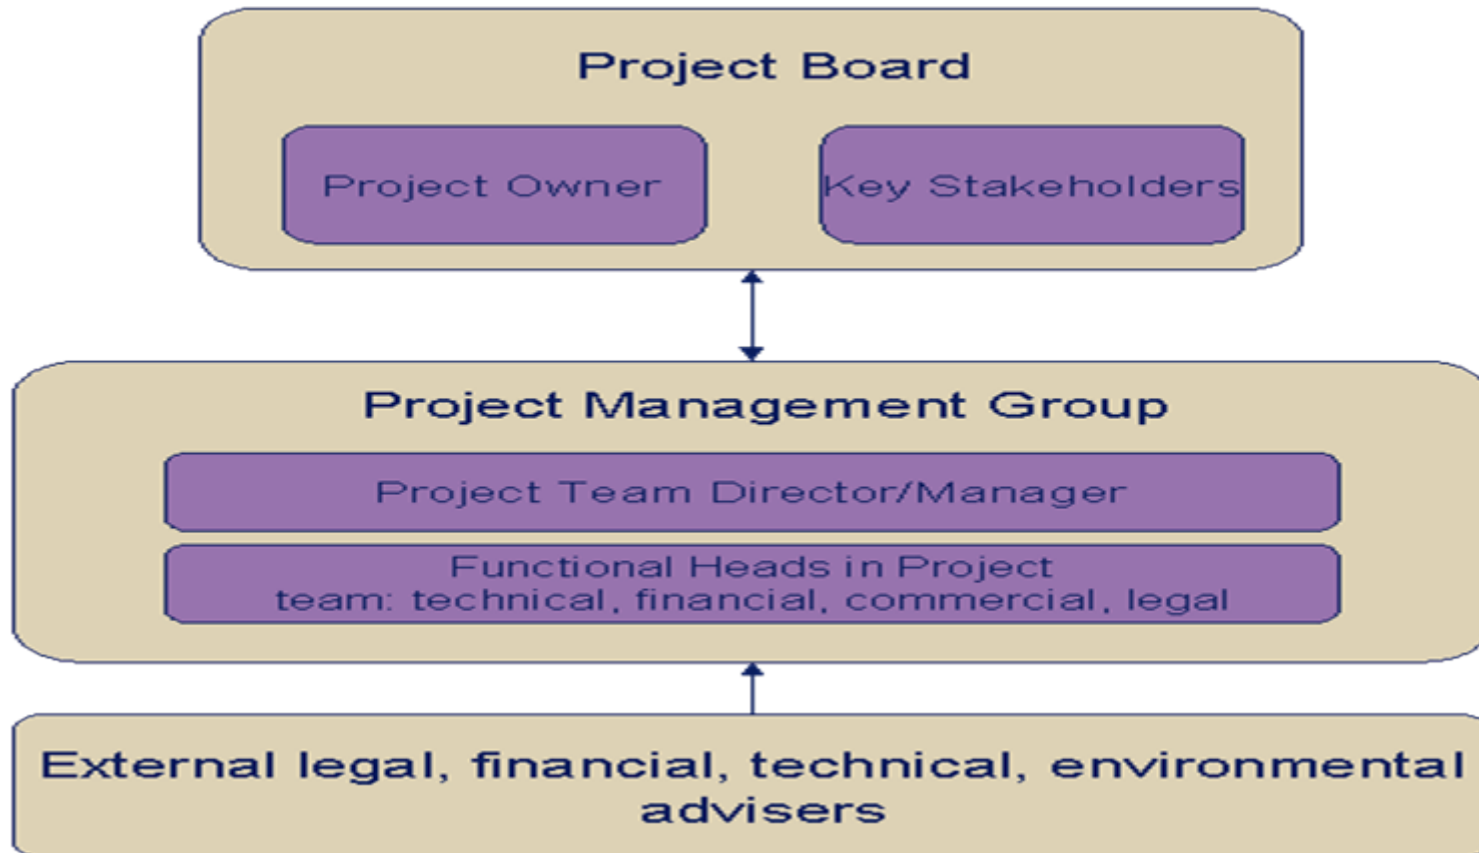 Project Board
Project Owner
Key Stakeholders
Project Management Group
Project Team Director/Manager
Functional Heads in Project
team: technical, financial, commercial, legal
External legal, financial, technical, environmental
advisers